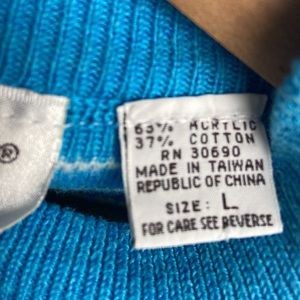 63% ACRYLIC
37% COTTON
RN 30690
MADE IN TAIWAN
REPUBLIC OF CHINA
SIZE: L
FOR CARE SEE REVERSE
®